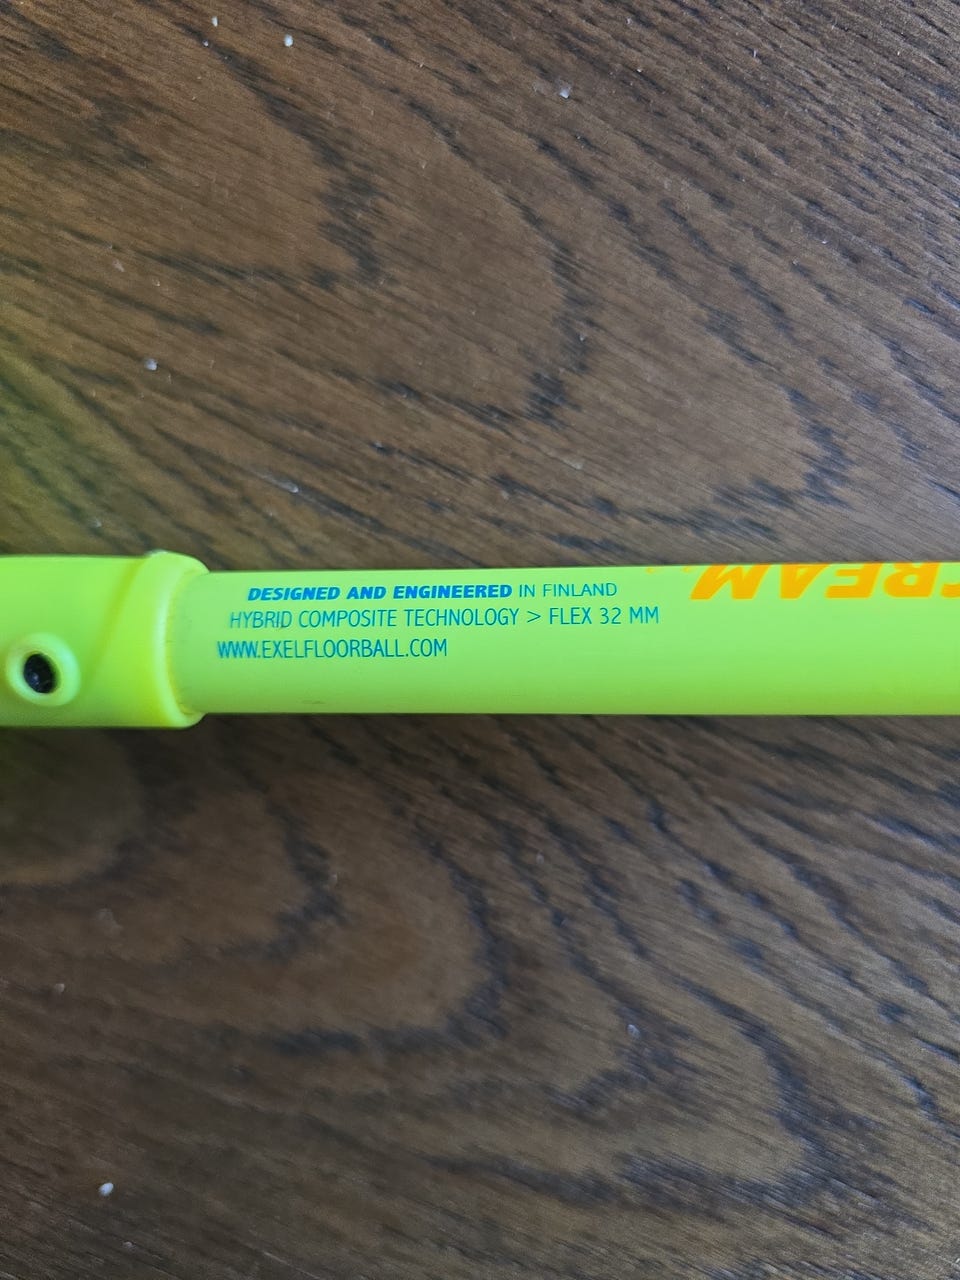 DESIGNED AND ENGINEERED IN FINLAND
HYBRID COMPOSITE TECHNOLOGY > FLEX 32 MM
WWW.EXELFLOORBALL.COM